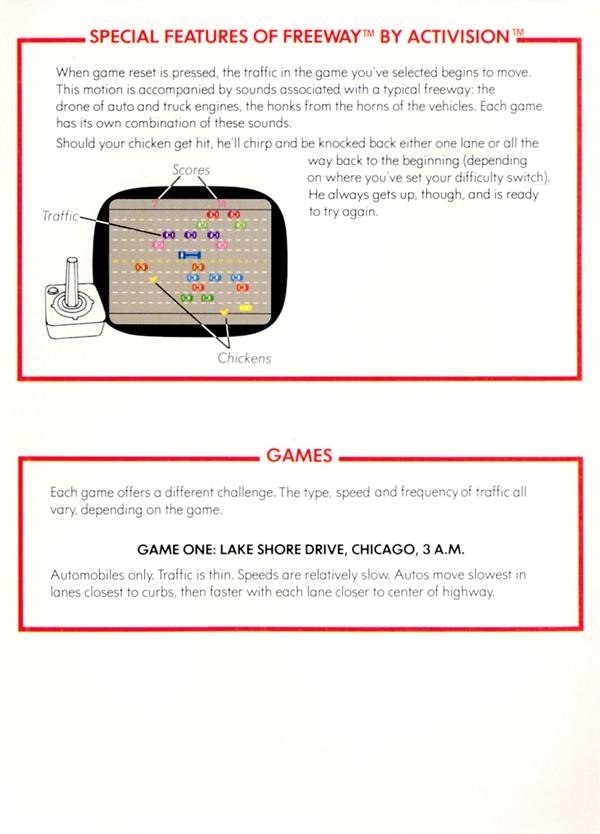 SPECIAL FEATURES OF FREEWAY™ BY ACTIVISION™
When game reset is pressed, the traffic in the game you've selected begins to move.
This motion is accompanied by sounds associated with a typical freeway: the
drone of auto and truck engines, the honks from the horns of the vehicles. Each game
has its own combination of these sounds.
Should your chicken get hit, he'll chirp and be knocked back either one lane or all the
way back to the beginning (depending
on where you've set your difficulty switch).
He always gets up, though, and is ready
to try again.
Scores
7 14
Traffic
Chickens
GAMES
Each game offers a different challenge. The type, speed and frequency of traffic all
vary, depending on the game.
GAME ONE: LAKE SHORE DRIVE, CHICAGO, 3 A.M.
Automobiles only. Traffic is thin. Speeds are relatively slow. Autos move slowest in
lanes closest to curbs, then faster with each lane closer to center of highway.